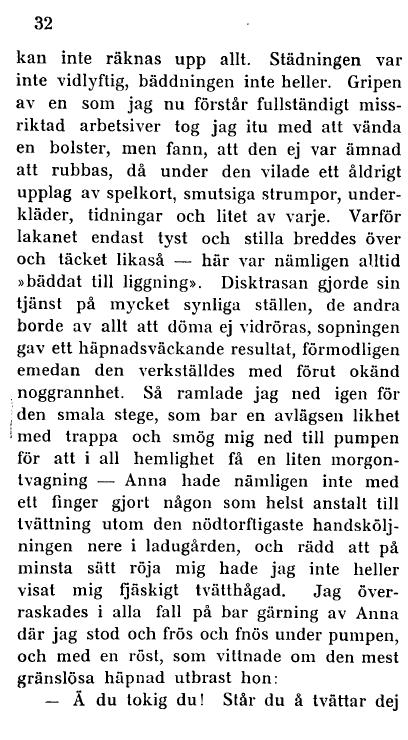 32
kan inte räknas upp allt. Städningen var
inte vidlyftig, bäddningen inte heller. Gripen
av en som jag nu förstår fullständigt miss-
riktad arbetsiver tog jag itu med att vända
en bolster, men fann, att den ej var ämnad
att rubbas, då under den vilade ett åldrigt
upplag av spelkort, smutsiga strumpor, under-
kläder, tidningar och litet av varje. Varför
lakanet endast tyst och stilla breddes över
och täcket likaså — här var nämligen alltid
»bäddat till liggning». Disktrasan gjorde sin
tjänst på mycket synliga ställen, de andra
borde av allt att döma ej vidröras, sopningen
gav ett häpnadsväckande resultat, förmodligen
emedan den verkställdes med förut okänd
noggrannhet. Så ramlade jag ned igen för
den smala stege, som bar en avlägsen likhet
med trappa och smög mig ned till pumpen
för att i all hemlighet få en liten morgon-
tvagning — Anna hade nämligen inte med
ett finger gjort någon som helst anstalt till
tvättning utom den nödtorftigaste handskölj-
ningen nere i ladugården, och rädd att på
minsta sätt röja mig hade jag inte heller
visat mig fjäskigt tvätthågad. Jag över-
raskades i alla fall på bar gärning av Anna
där jag stod och frös och fnös under pumpen,
och med en röst, som vittnade om den mest
gränslösa häpnad utbrast hon:
— Ä du tokig du! Står du å tvättar dej